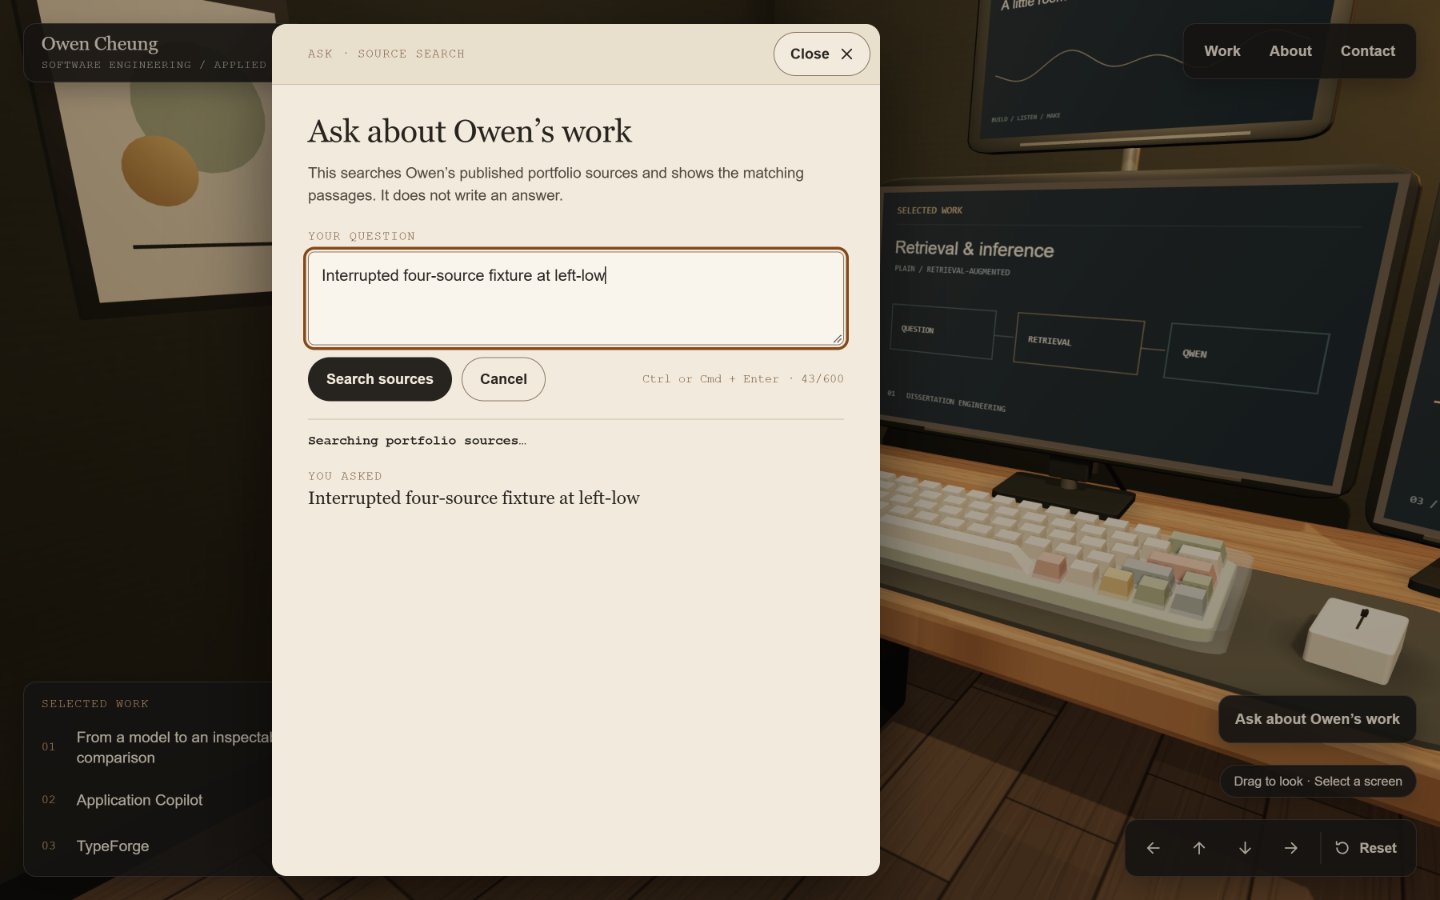 Owen Cheung
SOFTWARE ENGINEERING / APPLIED
ASK · SOURCE SEARCH
Close
Work
About
Contact
Ask about Owen’s work
This searches Owen’s published portfolio sources and shows the matching
passages. It does not write an answer.
YOUR QUESTION
Interrupted four-source fixture at left-low
Search sources
Cancel
Ctrl or Cmd + Enter · 43/600
Searching portfolio sources…
YOU ASKED
Interrupted four-source fixture at left-low
A little
BUILD / LISTEN / MAKE
SELECTED WORK
Retrieval & inference
PLAIN / RETRIEVAL-AUGMENTED
QUESTION
RETRIEVAL
QWEN
01 DISSERTATION ENGINEERING
03 /
SELECTED WORK
01 From a model to an
comparison
02 Application Copilot
03 TypeForge
Ask about Owen’s work
Drag to look · Select a screen
Reset